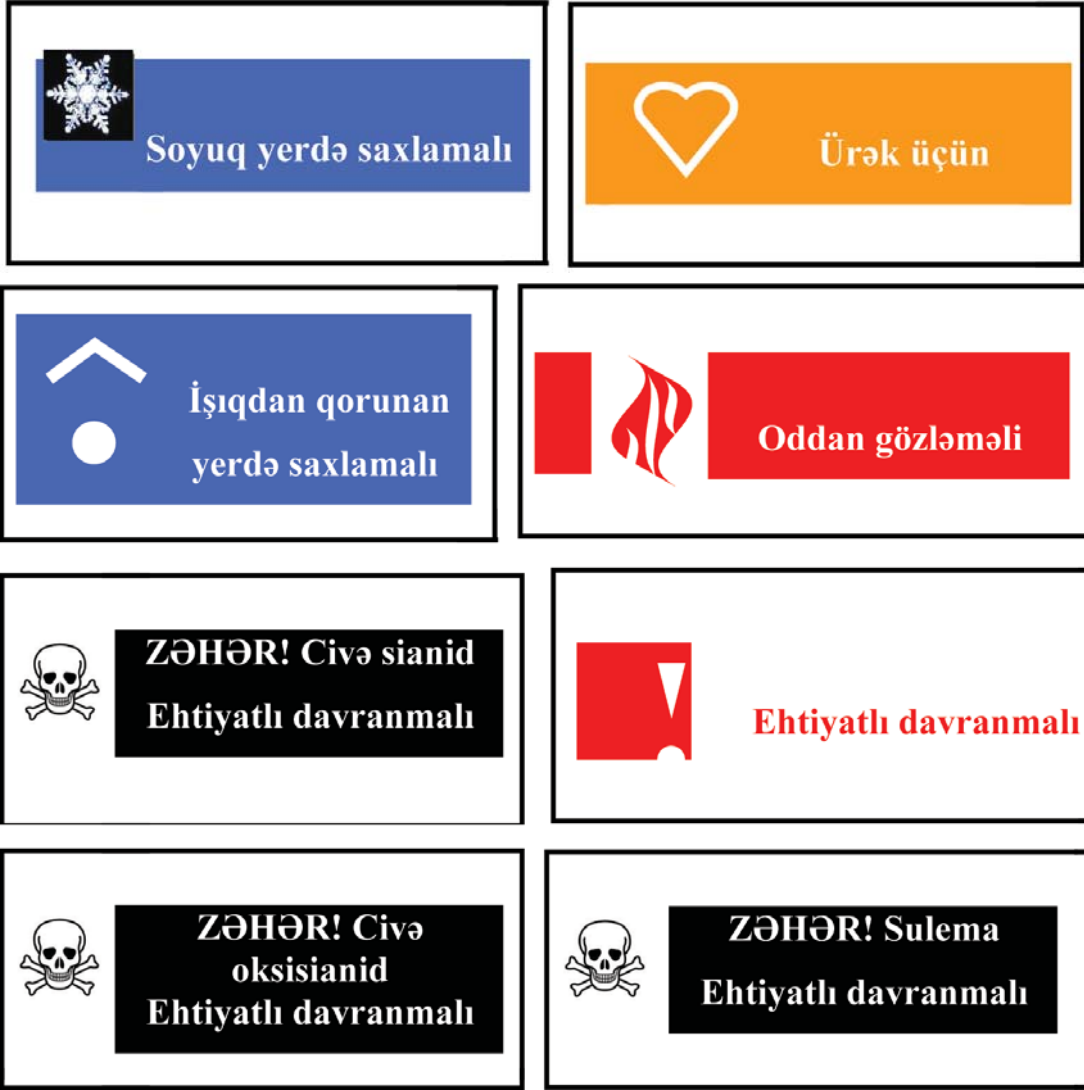 Soyuq yerdə saxlamalı
Ürək üçün
İşıqdan qorunan
yerdə saxlamalı
Oddan gözləməli
ZƏHƏR! Civə sianid
Ehtiyatlı davranmalı
Ehtiyatlı davranmalı
ZƏHƏR! Civə
oksisianid
Ehtiyatlı davranmalı
ZƏHƏR! Sulema
Ehtiyatlı davranmalı